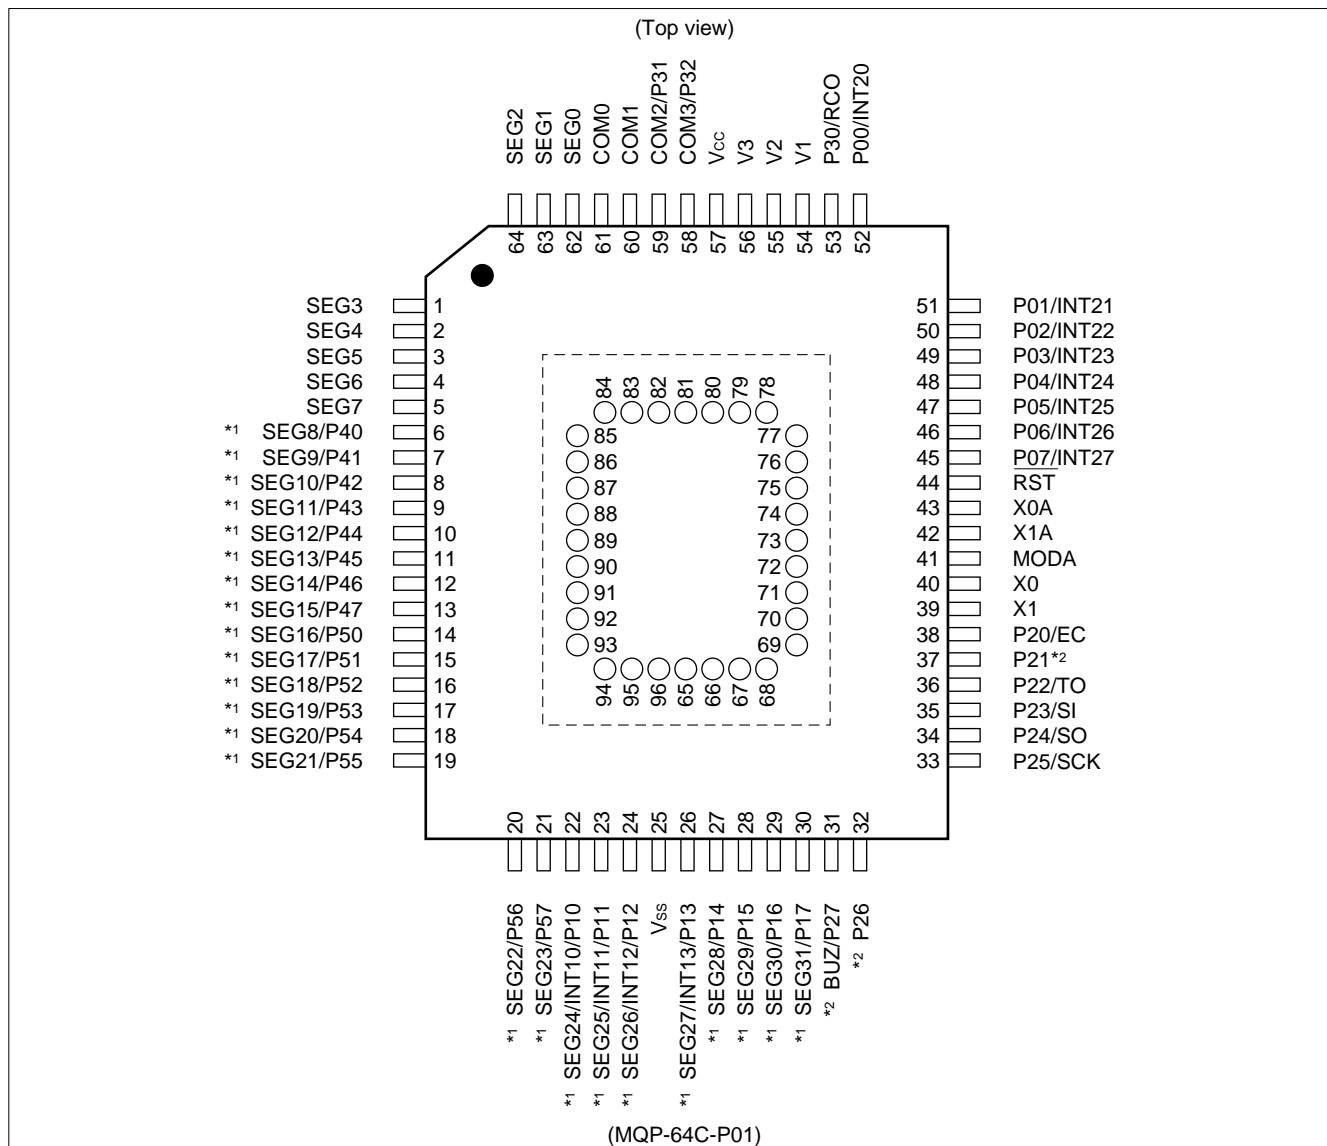 (Top view)
SEG2
SEG1
SEG0
COM0
COM1
COM2/P31
COM3/P32
VCC
V3
V2
V1
P30/RCO
P00/INT20
64
63
62
61
60
59
58
57
56
55
54
53
52
SEG3 1
SEG4 2
SEG5 3
SEG6 4
SEG7 5
*1 SEG8/P40 6
*1 SEG9/P41 7
*1 SEG10/P42 8
*1 SEG11/P43 9
*1 SEG12/P44 10
*1 SEG13/P45 11
*1 SEG14/P46 12
*1 SEG15/P47 13
*1 SEG16/P50 14
*1 SEG17/P51 15
*1 SEG18/P52 16
*1 SEG19/P53 17
*1 SEG20/P54 18
*1 SEG21/P55 19
84
83
82
81
80
79
78
85
86
87
88
89
90
91
92
93
77
76
75
74
73
72
71
70
69
94
95
96
65
66
67
68
51 P01/INT21
50 P02/INT22
49 P03/INT23
48 P04/INT24
47 P05/INT25
46 P06/INT26
45 P07/INT27
44 RST
43 X0A
42 X1A
41 MODA
40 X0
39 X1
38 P20/EC
37 P21*2
36 P22/TO
35 P23/SI
34 P24/SO
33 P25/SCK
20
21
22
23
24
25
26
27
28
29
30
31
32
*1 SEG22/P56
*1 SEG23/P57
*1 SEG24/INT10/P10
*1 SEG25/INT11/P11
*1 SEG26/INT12/P12
VSS
*1 SEG27/INT13/P13
*1 SEG28/P14
*1 SEG29/P15
*1 SEG30/P16
*1 SEG31/P17
*2 BUZ/P27
*2 P26
(MQP-64C-P01)